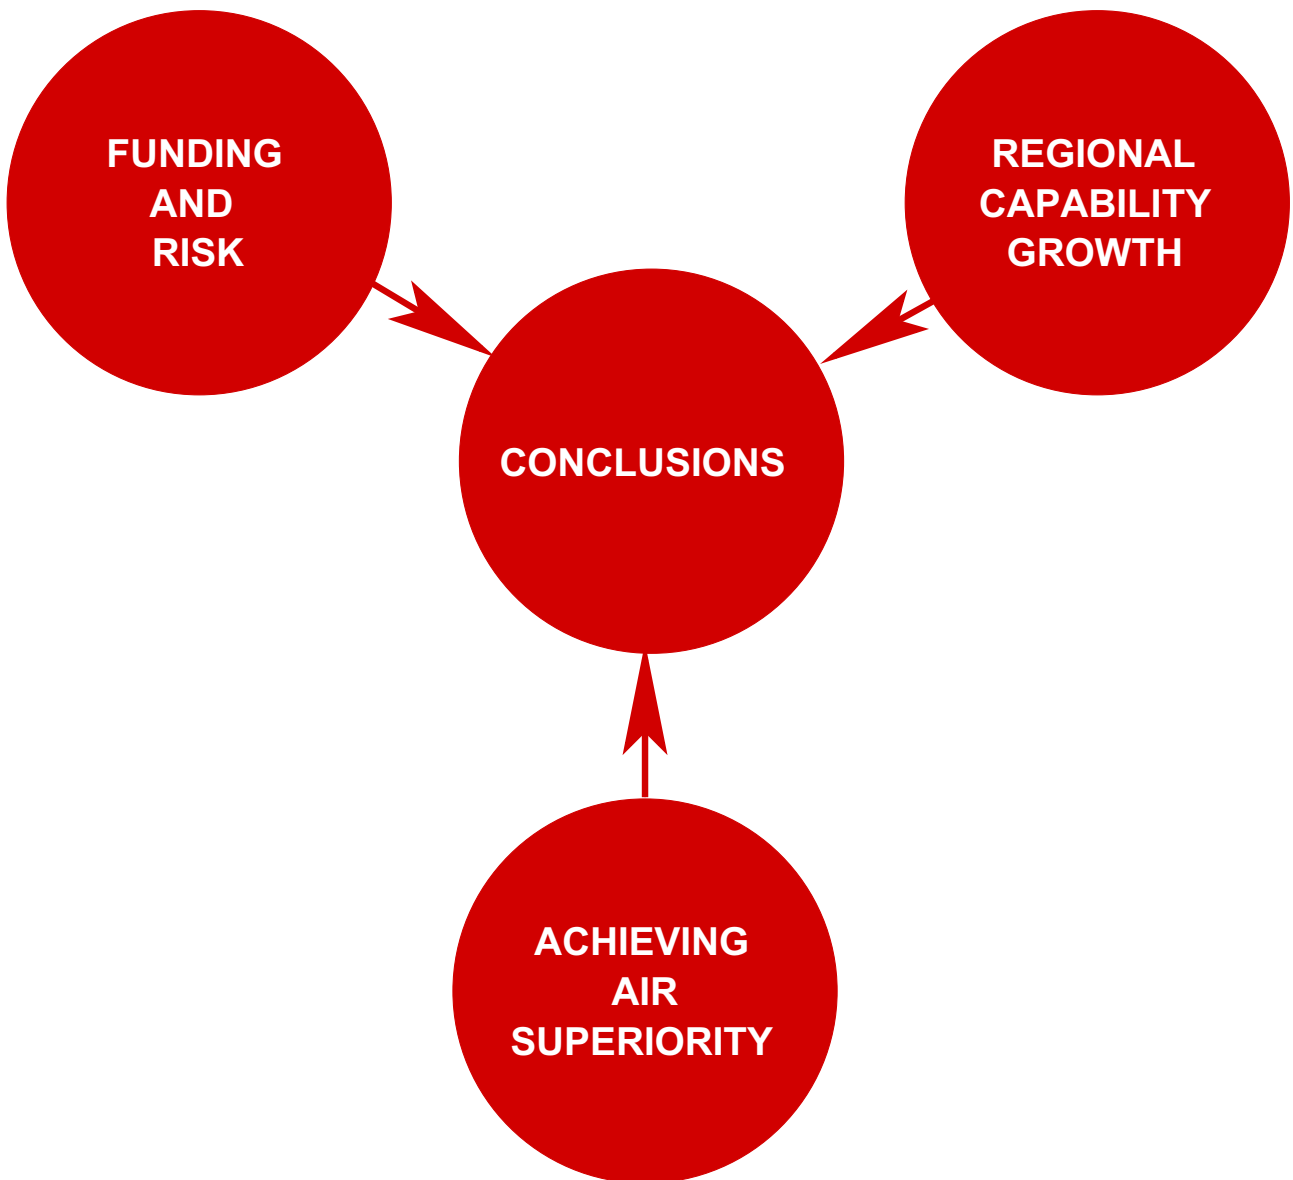 FUNDING
AND
RISK
REGIONAL
CAPABILITY
GROWTH
CONCLUSIONS
ACHIEVING
AIR
SUPERIORITY